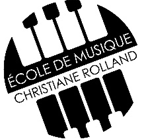 ÉCOLE DE MUSIQUE
CHRISTIANE ROLLAND